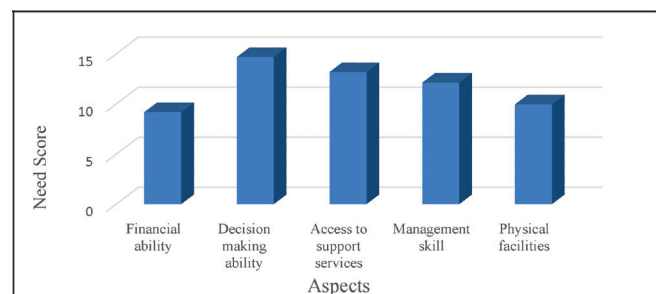 15
10
5
0
Need Score
Financial ability
Decision making ability
Access to support services
Management skill
Physical facilities
Aspects